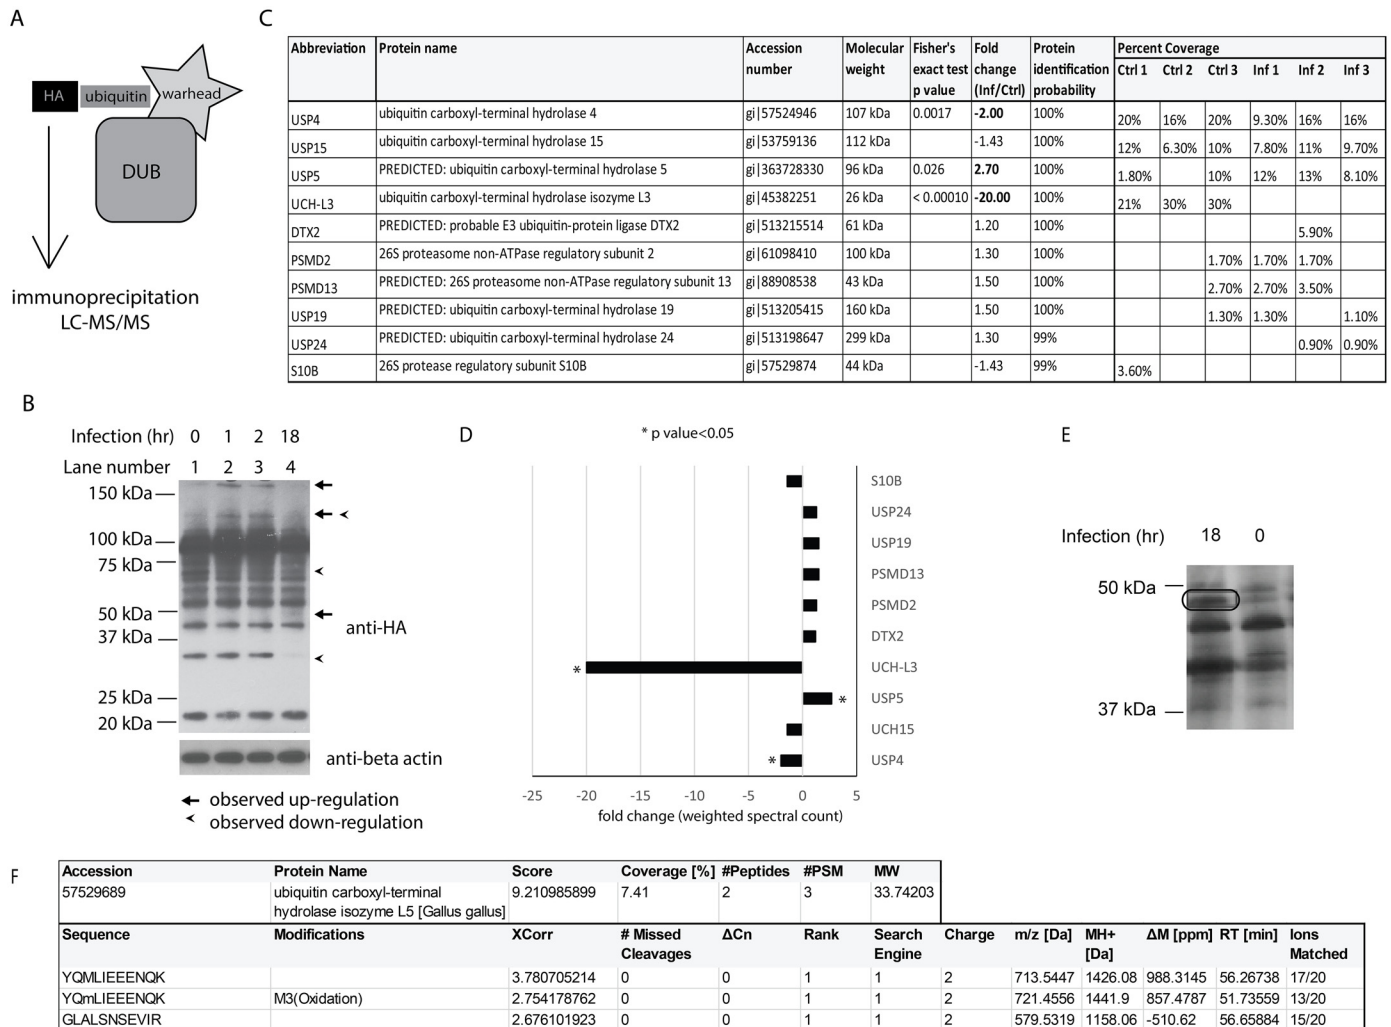 A
HA
ubiquitin
warhead
DUB
immunoprecipitation
LC-MS/MS
C
Abbreviation Protein name Accession number Molecular weight Fisher's exact test p value Fold change (Inf/Ctrl) Protein identification probability Percent Coverage
Ctrl 1 Ctrl 2 Ctrl 3 Inf 1 Inf 2 Inf 3
USP4 ubiquitin carboxyl-terminal hydrolase 4 gi|57524946 107 kDa 0.0017 -2.00 100% 20% 16% 20% 9.30% 16% 16%
USP15 ubiquitin carboxyl-terminal hydrolase 15 gi|53759136 112 kDa -1.43 100% 12% 6.30% 10% 7.80% 11% 9.70%
USP5 PREDICTED: ubiquitin carboxyl-terminal hydrolase 5 gi|363728330 96 kDa 0.026 2.70 100% 1.80% 10% 12% 13% 8.10%
UCH-L3 ubiquitin carboxyl-terminal hydrolase isozyme L3 gi|45382251 26 kDa < 0.00010 -20.00 100% 21% 30% 30%
DTX2 PREDICTED: probable E3 ubiquitin-protein ligase DTX2 gi|513215514 61 kDa 1.20 100% 5.90%
PSMD2 26S proteasome non-ATPase regulatory subunit 2 gi|61098410 100 kDa 1.30 100% 1.70% 1.70% 1.70%
PSMD13 PREDICTED: 26S proteasome non-ATPase regulatory subunit 13 gi|88908538 43 kDa 1.50 100% 2.70% 2.70% 3.50%
USP19 PREDICTED: ubiquitin carboxyl-terminal hydrolase 19 gi|513205415 160 kDa 1.50 100% 1.30% 1.30% 1.10%
USP24 PREDICTED: ubiquitin carboxyl-terminal hydrolase 24 gi|513198647 299 kDa 1.30 99% 0.90% 0.90%
S10B 26S protease regulatory subunit S10B gi|57529874 44 kDa -1.43 99% 3.60%
B
Infection (hr) 0 1 2 18
Lane number 1 2 3 4
150 kDa
100 kDa
75 kDa
50 kDa
37 kDa
25 kDa
20 kDa
anti-HA
anti-beta actin
observed up-regulation
observed down-regulation
D
* p value<0.05
S10B
USP24
USP19
PSMD13
PSMD2
DTX2
* UCH-L3
* USP5
UCH15
* USP4
-25 -20 -15 -10 -5 0 5
fold change (weighted spectral count)
E
Infection (hr) 18 0
50 kDa
37 kDa
F
Accession Protein Name Score Coverage [%] #Peptides #PSM MW
57529689 ubiquitin carboxyl-terminal hydrolase isozyme L5 [Gallus gallus] 9.210985899 7.41 2 3 33.74203
Sequence Modifications XCorr # Missed Cleavages ΔCn Rank Search Engine Charge m/z [Da] MH+ [Da] ΔM [ppm] RT [min] Ions Matched
YQMLIEEENQK 3.780705214 0 0 1 1 2 713.5447 1426.08 988.3145 56.26738 17/20
YQmLIEEENQK M3(Oxidation) 2.754178762 0 0 1 1 2 721.4556 1441.9 857.4787 51.73559 13/20
GLALSNSEVIR 2.676101923 0 0 1 1 2 579.5319 1158.06 -510.62 56.65884 15/20